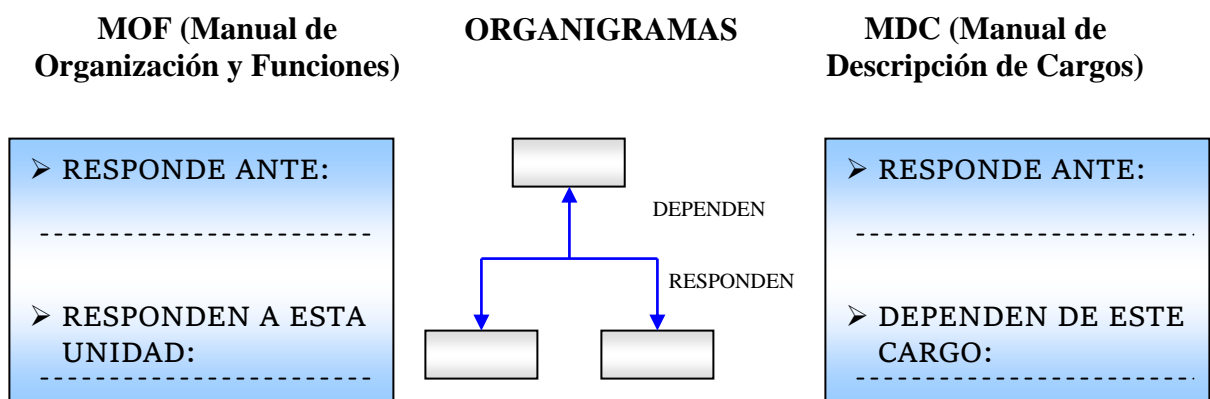 MOF (Manual de
Organización y Funciones)
ORGANIGRAMAS
MDC (Manual de
Descripción de Cargos)
➢ RESPONDE ANTE:
➢ RESPONDEN A ESTA
UNIDAD:
DEPENDEN
RESPONDEN
➢ RESPONDE ANTE:
➢ DEPENDEN DE ESTE
CARGO: